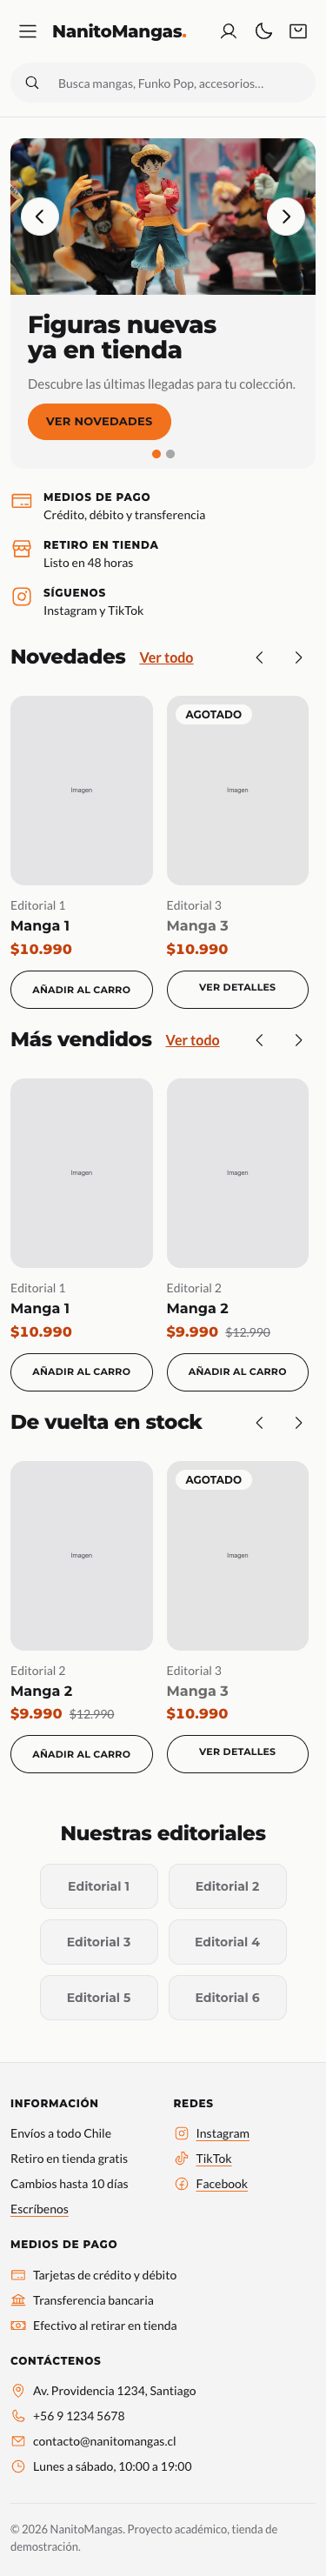 NanitoMangas.
Busca mangas, Funko Pop, accesorios...
Figuras nuevas
ya en tienda
Descubre las últimas llegadas para tu colección.
VER NOVEDADES
MEDIOS DE PAGO
Crédito, débito y transferencia
RETIRO EN TIENDA
Listo en 48 horas
SÍGUENOS
Instagram y TikTok
Novedades Ver todo
AGOTADO
Imagen Imagen
Editorial 1 Editorial 3
Manga 1 Manga 3
$10.990 $10.990
AÑADIR AL CARRO VER DETALLES
Más vendidos Ver todo
Imagen Imagen
Editorial 1 Editorial 2
Manga 1 Manga 2
$10.990 $9.990 $12.990
AÑADIR AL CARRO AÑADIR AL CARRO
De vuelta en stock
AGOTADO
Imagen Imagen
Editorial 2 Editorial 3
Manga 2 Manga 3
$9.990 $12.990 $10.990
AÑADIR AL CARRO VER DETALLES
Nuestras editoriales
Editorial 1 Editorial 2
Editorial 3 Editorial 4
Editorial 5 Editorial 6
INFORMACIÓN
Envíos a todo Chile
Retiro en tienda gratis
Cambios hasta 10 días
Escríbenos
REDES
Instagram
TikTok
Facebook
MEDIOS DE PAGO
Tarjetas de crédito y débito
Transferencia bancaria
Efectivo al retirar en tienda
CONTÁCTENOS
Av. Providencia 1234, Santiago
+56 9 1234 5678
contacto@nanitomangas.cl
Lunes a sábado, 10:00 a 19:00
© 2026 NanitoMangas. Proyecto académico, tienda de
demostración.